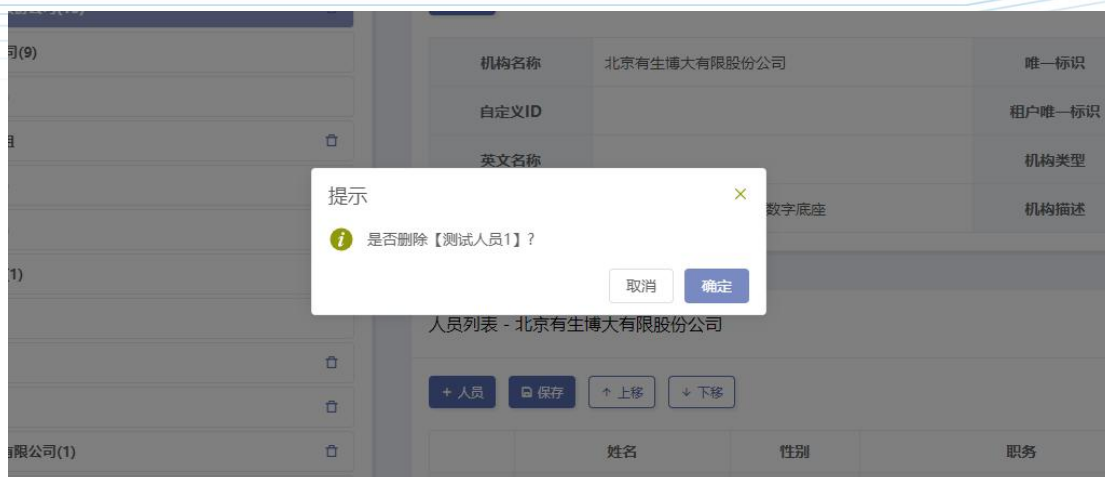 司(9)
机构名称
北京有生博大有限股份公司
唯一标识
自定义ID
租户唯一标识
组
英文名称
机构类型
提示
数字底座
机构描述
是否删除【测试人员1】?
(1)
取消
确定
人员列表 - 北京有生博大有限股份公司
+ 人员
保存
↑ 上移
↓ 下移
有限公司(1)
姓名
性别
职务